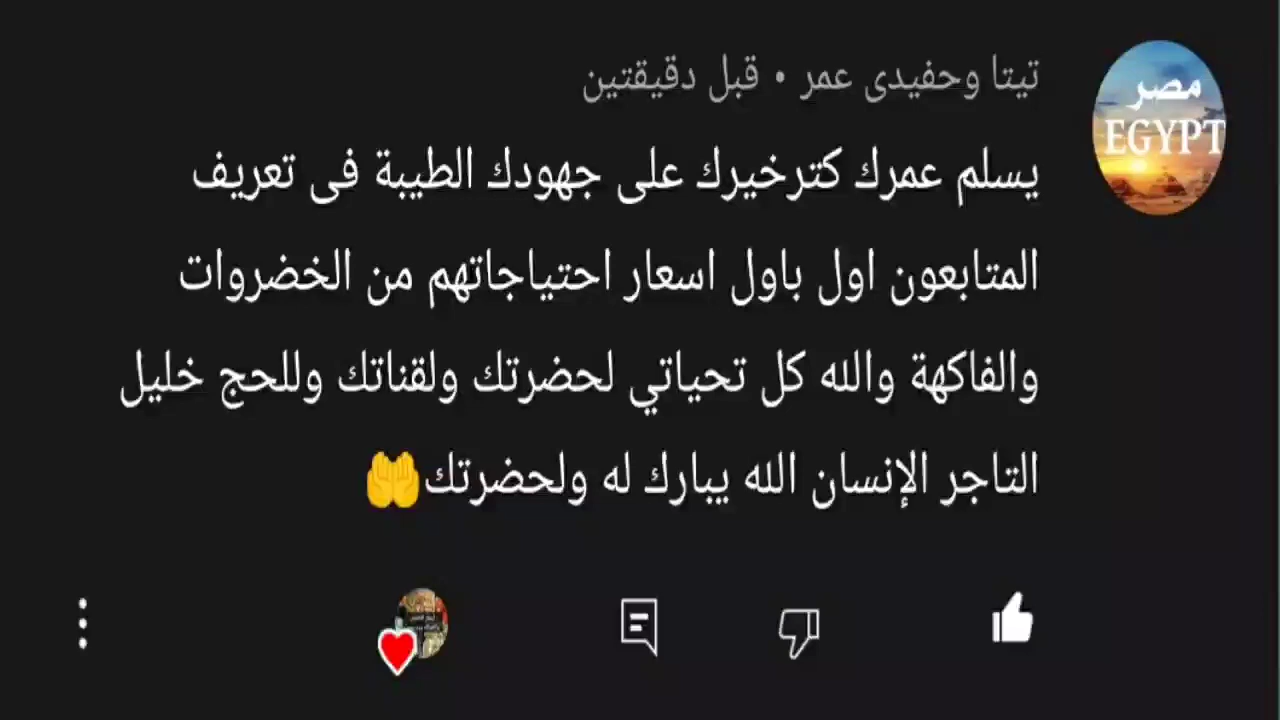 تيتا وحفيدى عمر • قبل دقيقتين
مصر
EGYPT
يسلم عمرك كترخيرك على جهودك الطيبة فى تعريف
المتابعون اول باول اسعار احتياجاتهم من الخضروات
والفاكهة والله كل تحياتي لحضرتك ولقناتك وللحج خليل
التاجر الإنسان الله يبارك له ولحضرتك🤲